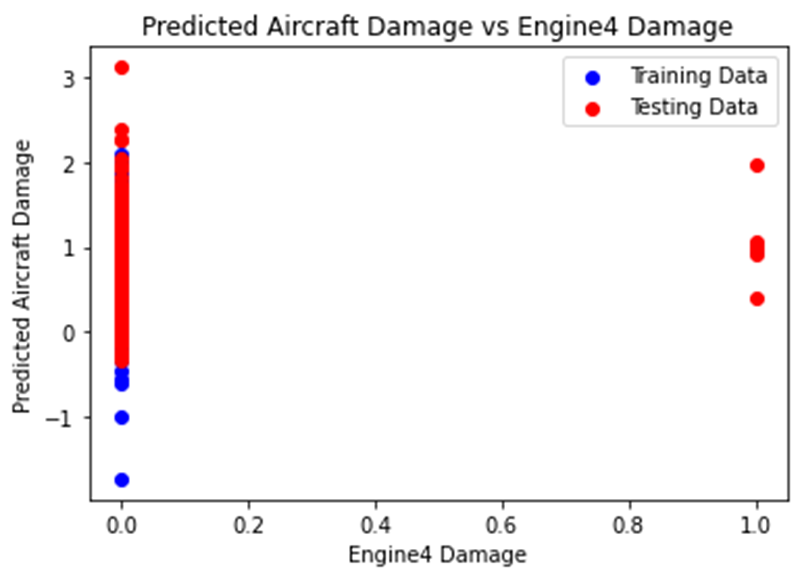 Predicted Aircraft Damage vs Engine4 Damage
Training Data
Testing Data
3
2
1
0
−1
Predicted Aircraft Damage
0.0 0.2 0.4 0.6 0.8 1.0
Engine4 Damage